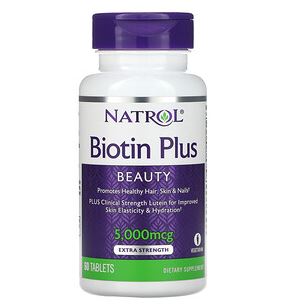 NATROL®
Biotin Plus
BEAUTY
Promotes Healthy Hair, Skin & Nails†
PLUS Clinical Strength Lutein for Improved
Skin Elasticity & Hydration†
5,000mcg
EXTRA STRENGTH
VEGETARIAN
60 TABLETS
DIETARY SUPPLEMENT